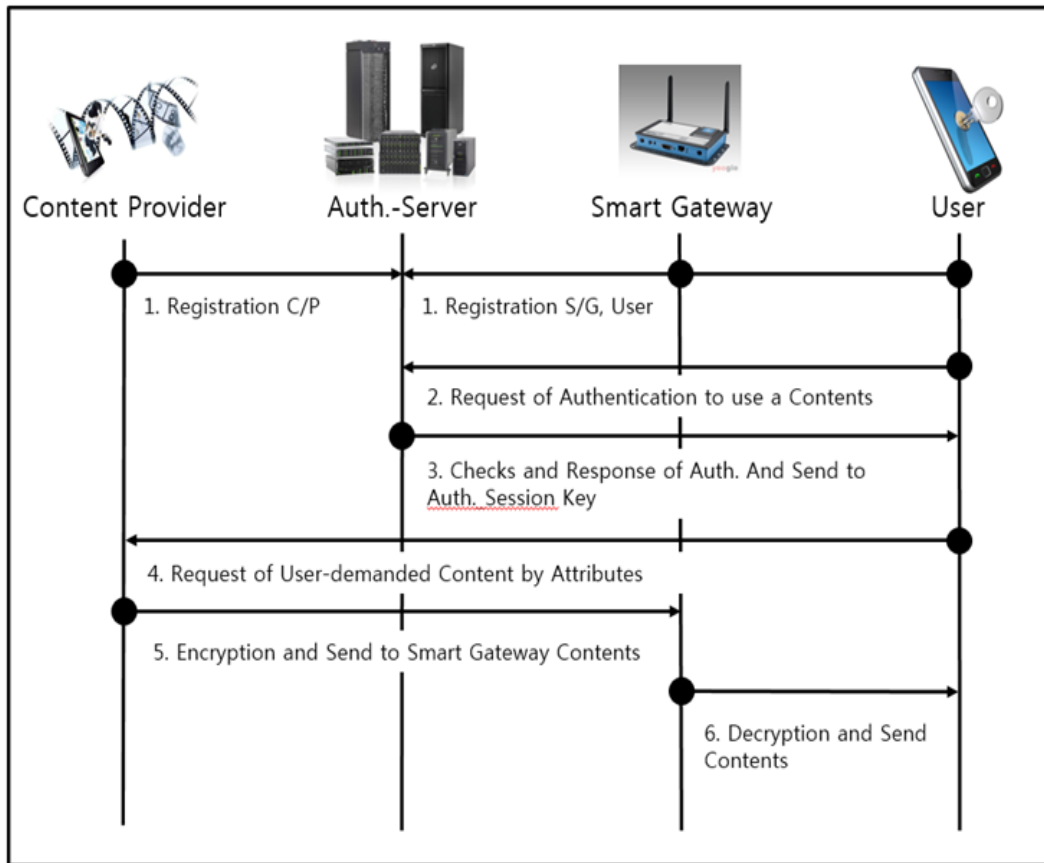 Content Provider
Auth.-Server
Smart Gateway
User
1. Registration C/P
1. Registration S/G, User
2. Request of Authentication to use a Contents
3. Checks and Response of Auth. And Send to
Auth. Session Key
4. Request of User-demanded Content by Attributes
5. Encryption and Send to Smart Gateway Contents
6. Decryption and Send
Contents